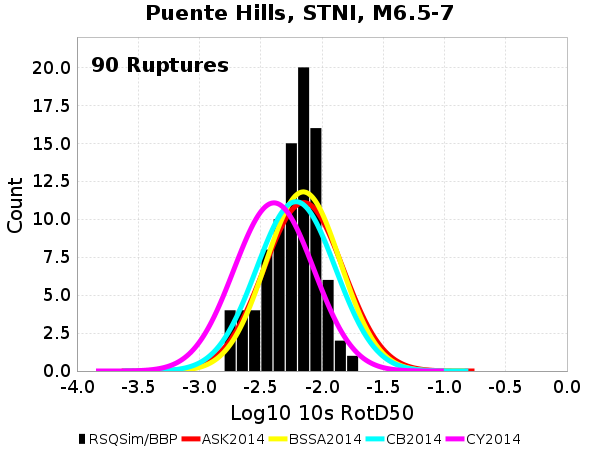 Puente Hills, STNI, M6.5-7
90 Ruptures
Count
20.0
17.5
15.0
12.5
10.0
7.5
5.0
2.5
0.0
-4.0 -3.5 -3.0 -2.5 -2.0 -1.5 -1.0 -0.5 0.0
Log10 10s RotD50
RSQSim/BBP ASK2014 BSSA2014 CB2014 CY2014